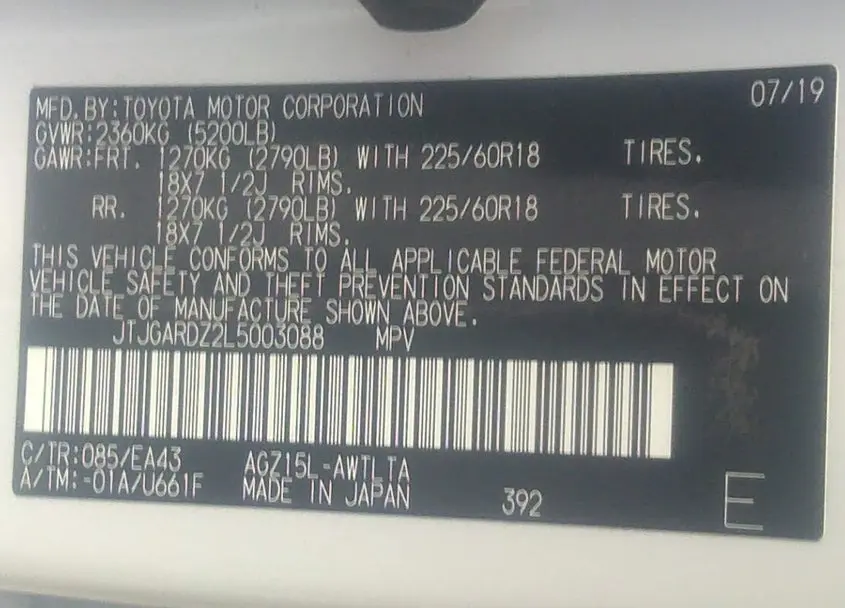 07/19
MFD.BY:TOYOTA MOTOR CORPORATION
GVWR:2360KG (5200LB)
GAWR:FRT. 1270KG (2790LB) WITH 225/60R18 TIRES.
18X7 1/2J RIMS.
RR. 1270KG (2790LB) WITH 225/60R18 TIRES.
18X7 1/2J RIMS.
THIS VEHICLE CONFORMS TO ALL APPLICABLE FEDERAL MOTOR
VEHICLE SAFETY AND THEFT PREVENTION STANDARDS IN EFFECT ON
THE DATE OF MANUFACTURE SHOWN ABOVE.
JTJGARDZ2L5003088 MPV
C/TR:085/EA43 AGZ15L-AWTLTA
A/TM:-01A/U661F MADE IN JAPAN 392 E